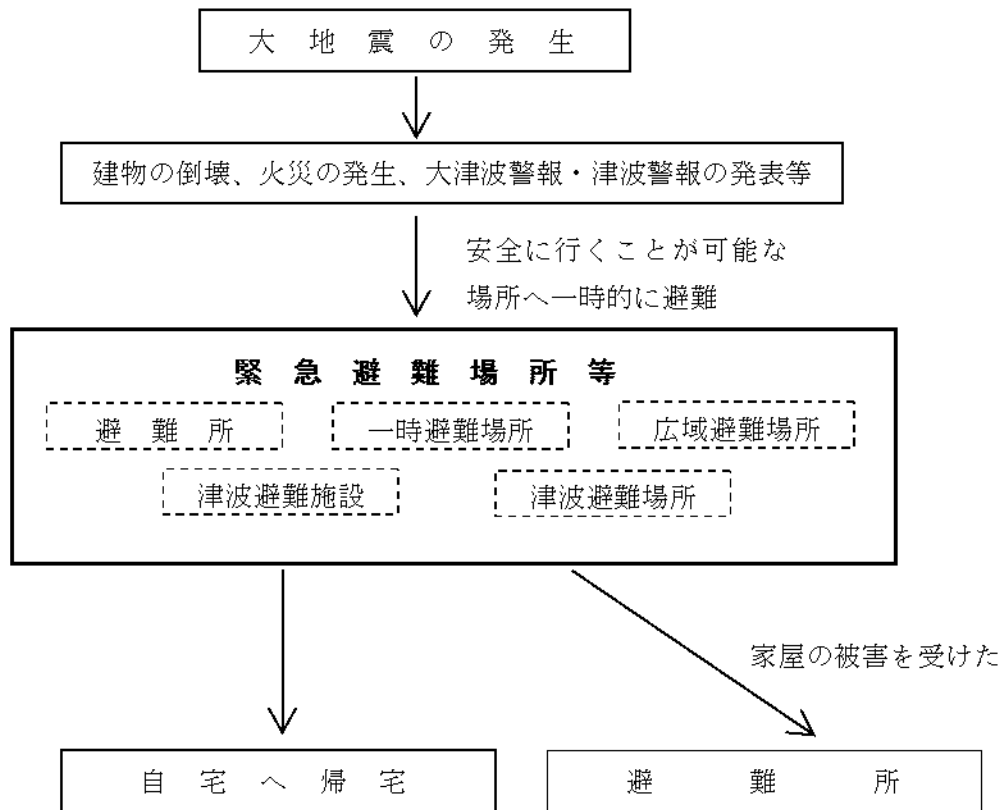 大地震の発生
建物の倒壊、火災の発生、大津波警報・津波警報の発表等
安全に行くことが可能な
場所へ一時的に避難
緊急避難場所等
避難所
一時避難場所
広域避難場所
津波避難施設
津波避難場所
家屋の被害を受けた
自宅へ帰宅
避難所